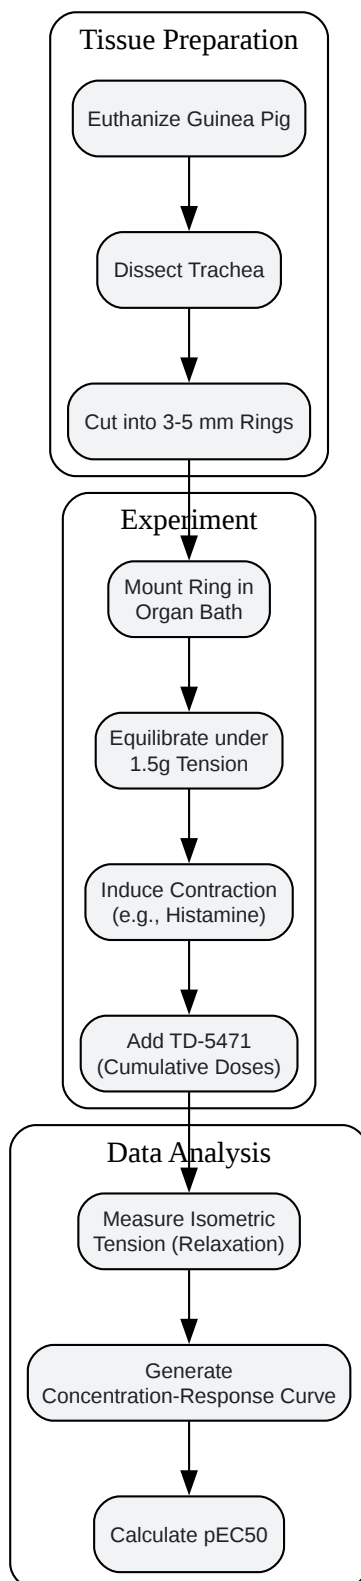 Tissue Preparation
Euthanize Guinea Pig
Dissect Trachea
Cut into 3-5 mm Rings
Experiment
Mount Ring in
Organ Bath
Equilibrate under
1.5g Tension
Induce Contraction
(e.g., Histamine)
Add TD-5471
(Cumulative Doses)
Data Analysis
Measure Isometric
Tension (Relaxation)
Generate
Concentration-Response Curve
Calculate pEC50